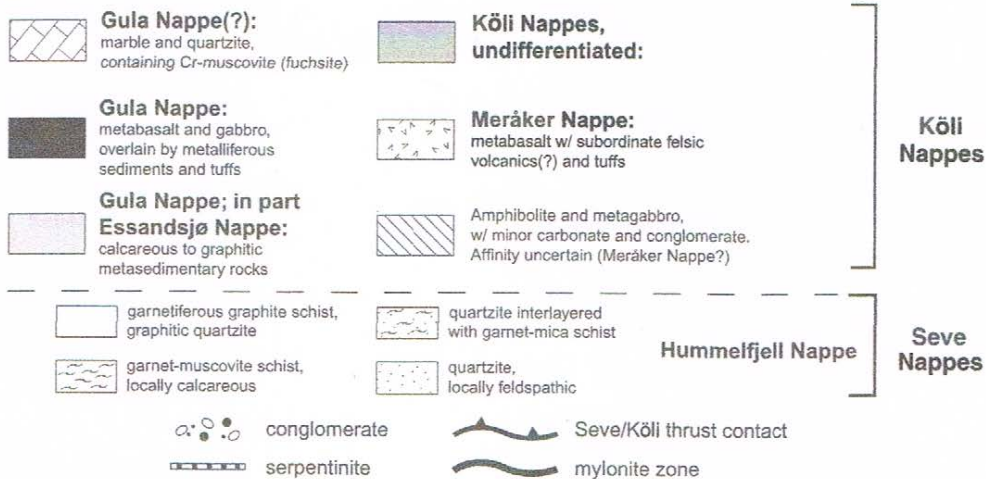 Gula Nappe(?):
marble and quartzite,
containing Cr-muscovite (fuchsite)
Köli Nappes,
undifferentiated:
Gula Nappe:
metabasalt and gabbro,
overlain by metalliferous
sediments and tuffs
Meråker Nappe:
metabasalt w/ subordinate felsic
volcanics(?) and tuffs
Gula Nappe; in part
Essandsjø Nappe:
calcareous to graphitic
metasedimentary rocks
Amphibolite and metagabbro,
w/ minor carbonate and conglomerate.
Affinity uncertain (Meråker Nappe?)
Köli
Nappes
garnetiferous graphite schist,
graphitic quartzite
quartzite interlayered
with garnet-mica schist
garnet-muscovite schist,
locally calcareous
quartzite,
locally feldspathic
Hummelfjell Nappe
Seve
Nappes
conglomerate
Seve/Köli thrust contact
serpentinite
mylonite zone